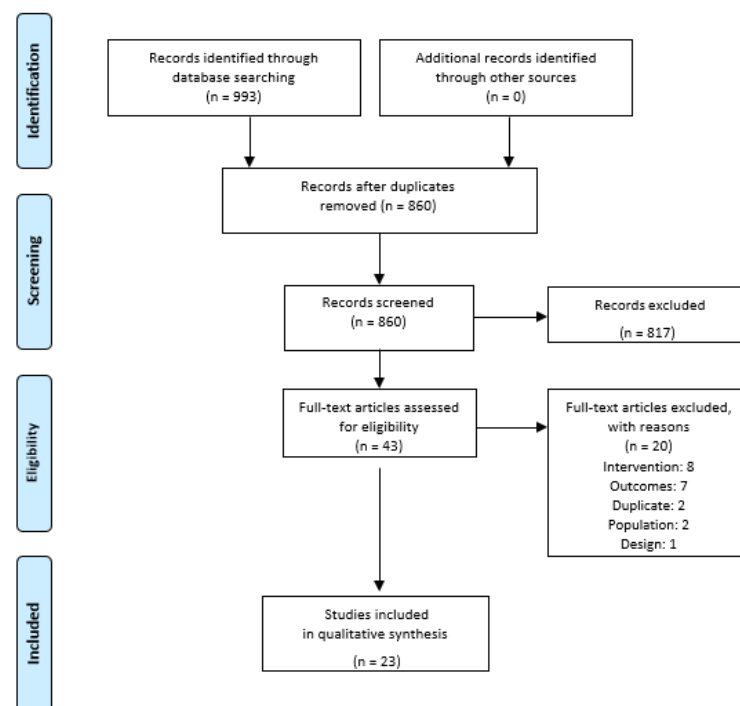 Identification
Records identified through
database searching
(n = 993)
Additional records identified
through other sources
(n = 0)
Records after duplicates
removed (n = 860)
Screening
Records screened
(n = 860)
Records excluded
(n = 817)
Eligibility
Full-text articles assessed
for eligibility
(n = 43)
Full-text articles excluded,
with reasons
(n = 20)
Intervention: 8
Outcomes: 7
Duplicate: 2
Population: 2
Design: 1
Included
Studies included
in qualitative synthesis
(n = 23)